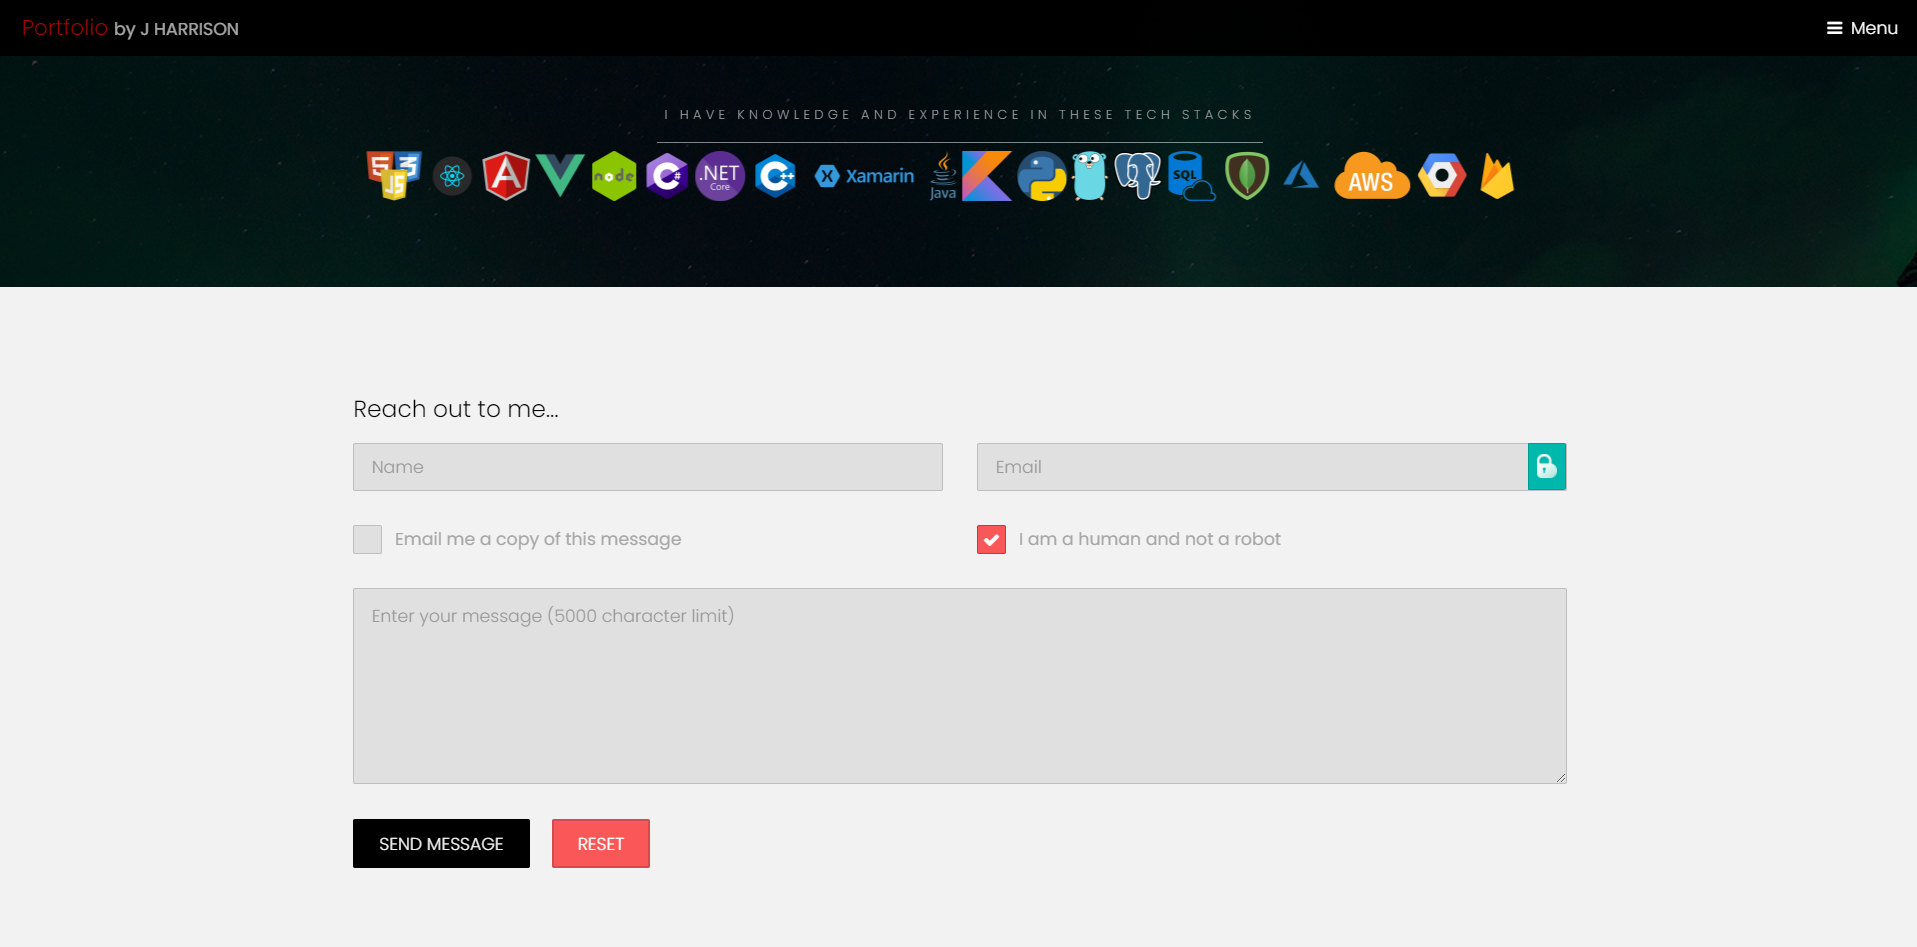 Portfolio by J HARRISON
Menu
I HAVE KNOWLEDGE AND EXPERIENCE IN THESE TECH STACKS
5 3 JS
node
C#
.NET Core
C++
X Xamarin
Java
SQL
AWS
Reach out to me...
Name
Email
Email me a copy of this message
I am a human and not a robot
Enter your message (5000 character limit)
SEND MESSAGE
RESET